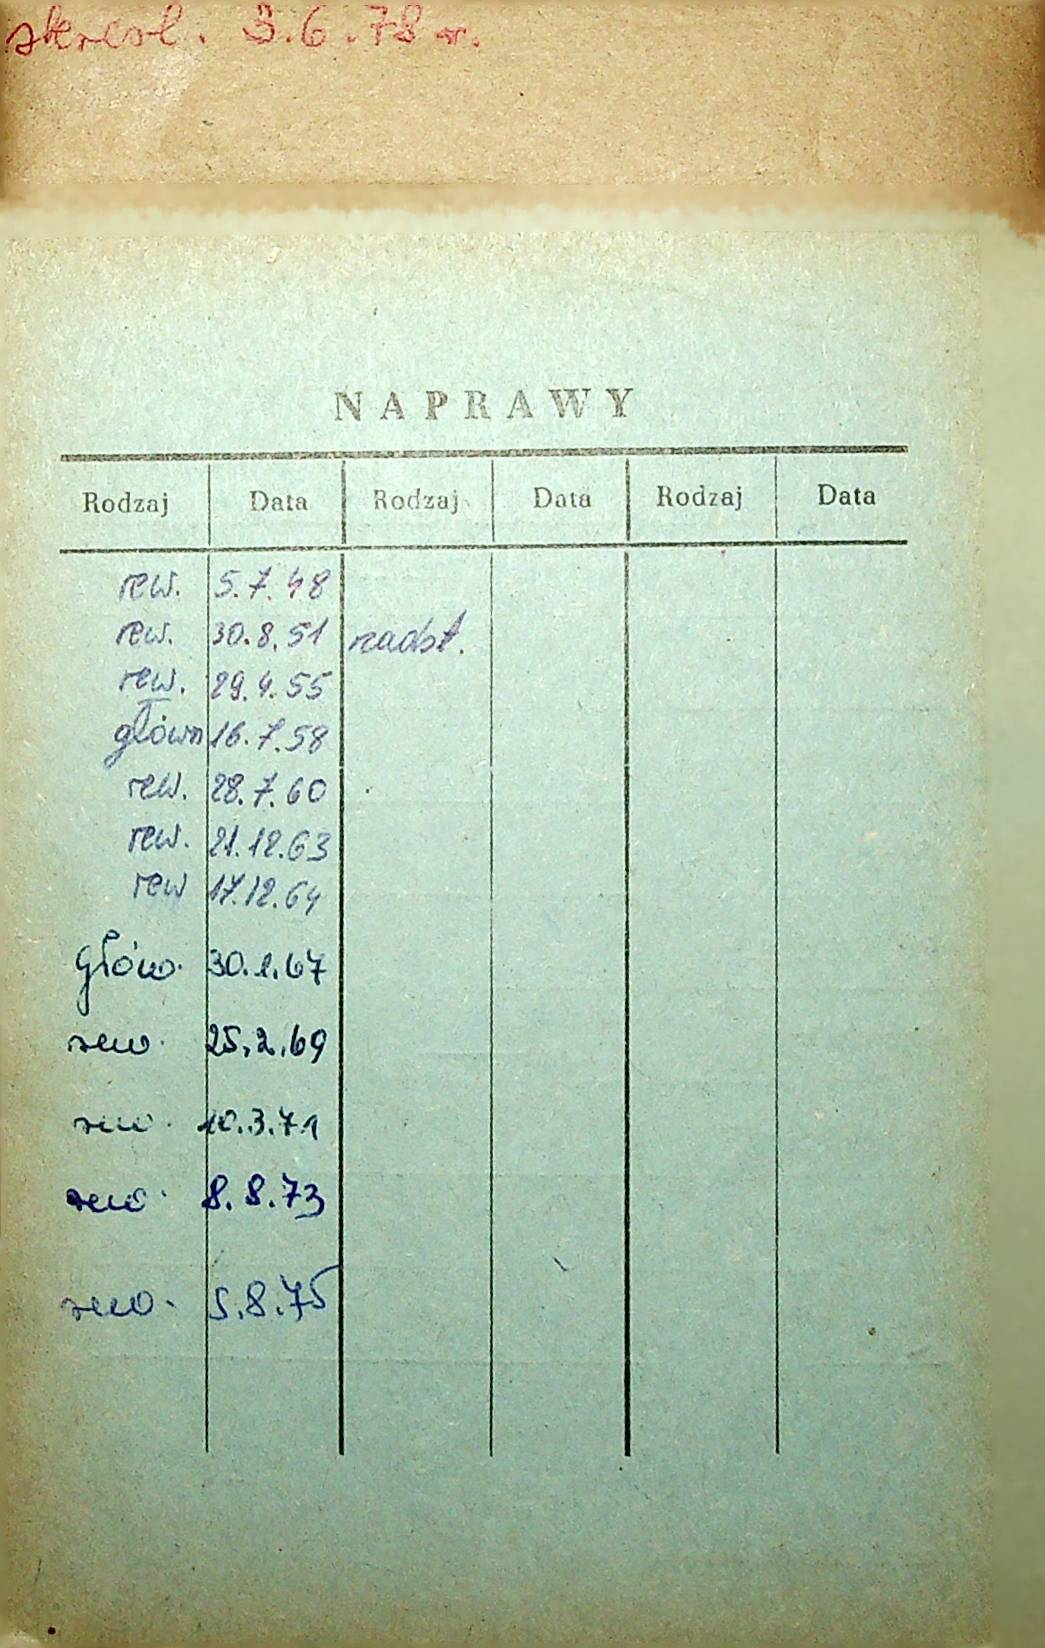 skreśl. 3.6.78 r.
NAPRAWY
Rodzaj Data Rodzaj Data Rodzaj Data
rew. 5.7.48
rew. 30.8.51 nadst.
rew. 29.4.55
główn 16.7.58
rew. 28.7.60
rew. 21.12.63
rew 17.12.64
głów. 30.1.67
rew. 25.2.69
rew. 10.3.71
rew. 8.8.73
rew. 5.8.75